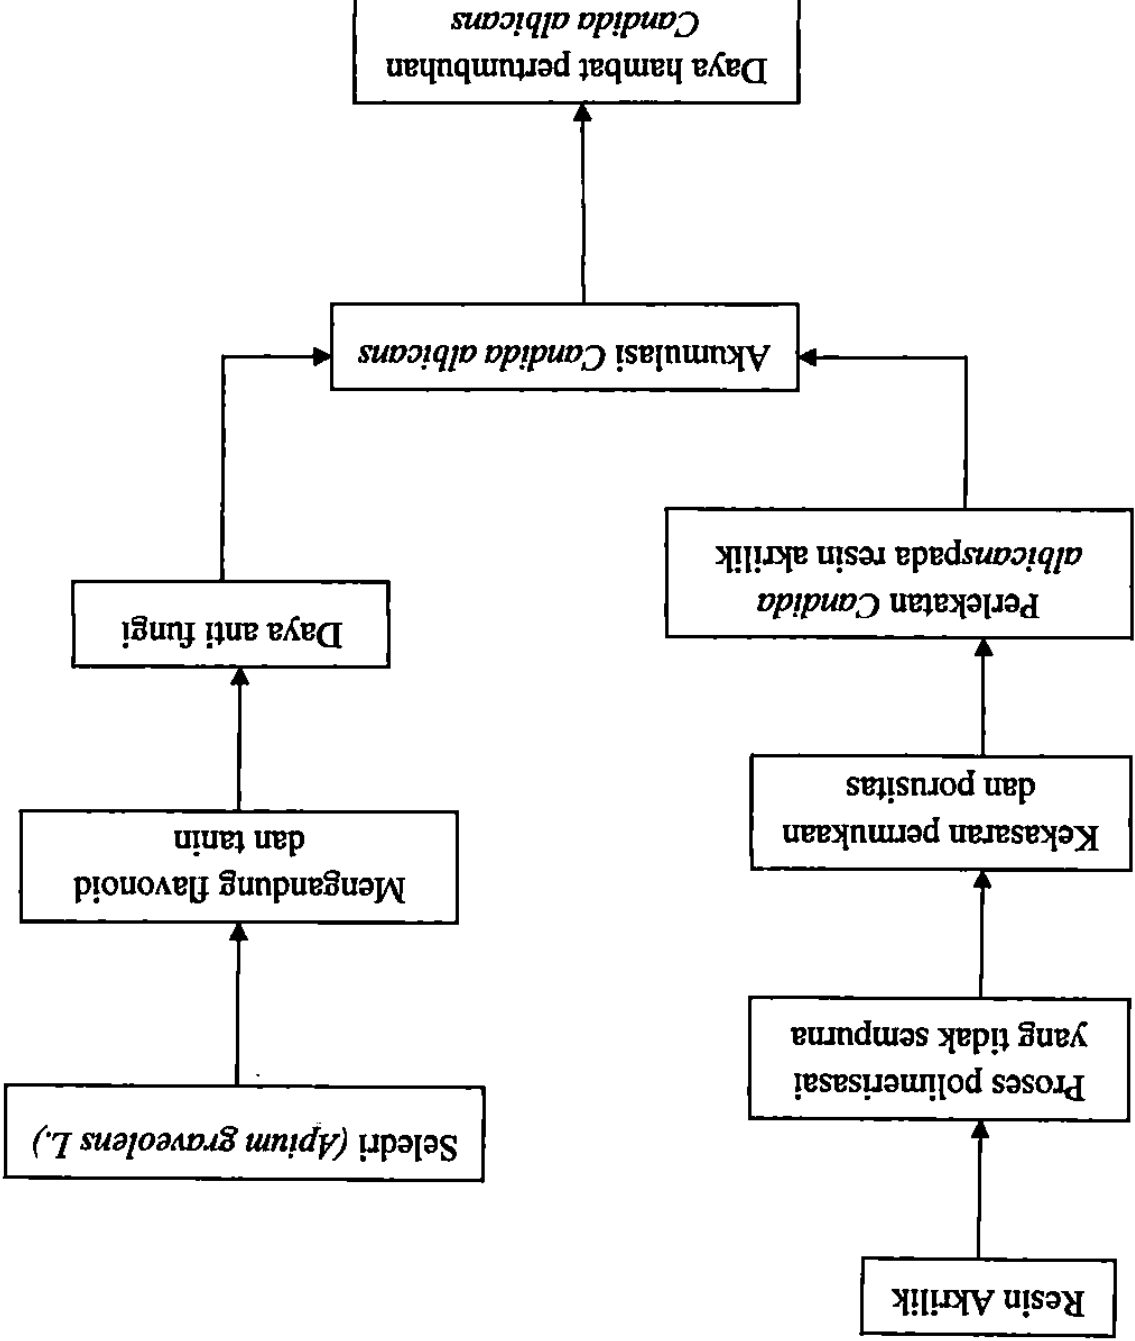 Resin Akrilik
Proses polimerisasai
yang tidak sempurna
Kekasaran permukaan
dan porusitas
Perlekatan Candida
albicanspada resin akrilik
Seledri (Apium graveolens L.)
Mengandung flavonoid
dan tanin
Daya anti fungi
Akumulasi Candida albicans
Daya hambat pertumbuhan
Candida albicans